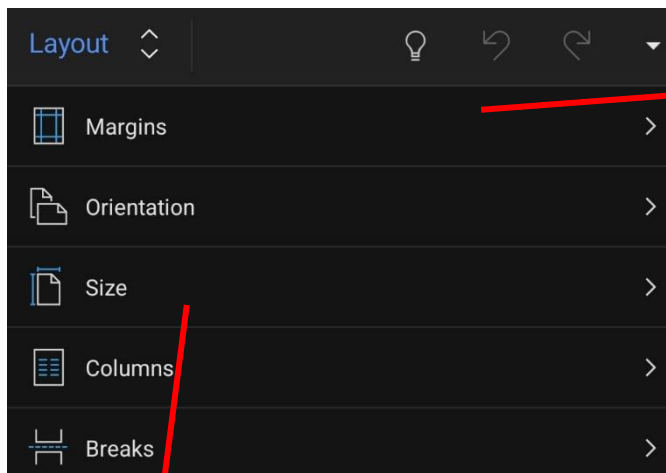 Layout
Margins
Orientation
Size
Columns
Breaks